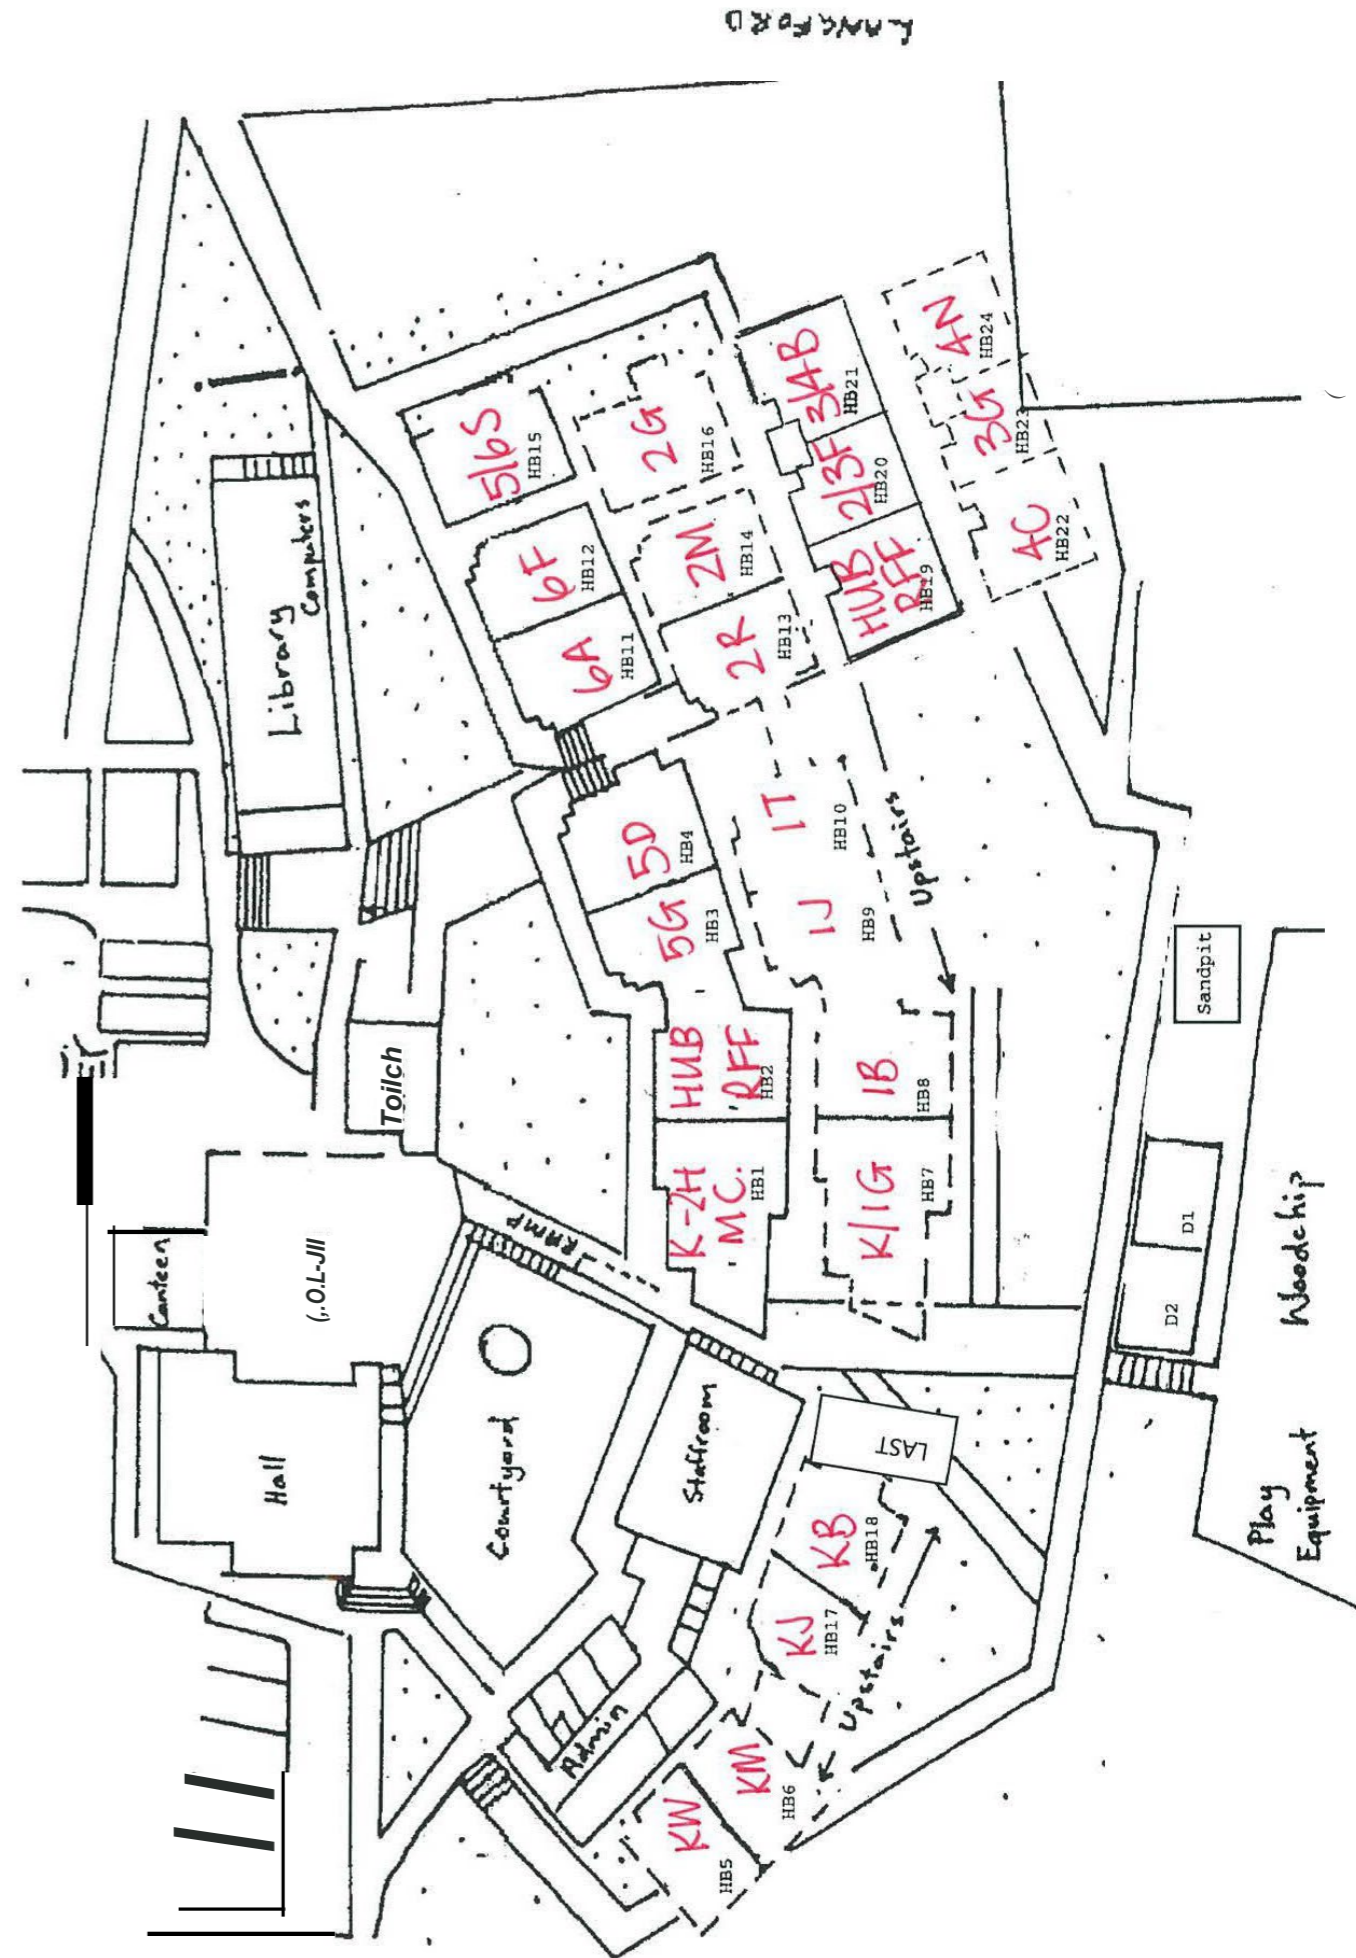 LANGFORD
Library
Computers
5/6S
HB15
2G
HB16
3/4B
HB21
4N
HB24
3G
HB23
2/3F
HB20
4C
HB22
6F
HB12
2M
HB14
HUB
RFF
HB19
6A
HB11
2R
HB13
5D
HB4
1T
HB10
Upstairs
5G
HB3
1J
HB9
Sandpit
Toilch
HUB
RFF
HB2
1B
HB8
K-2H
MC.
HB1
K/1G
HB7
D1
D2
Woodchip
Canteen
(,.O.L-JII
RAMP
Hall
Courtyard
Staffroom
LAST
Play
Equipment
KB
HB18
KJ
HB17
Upstairs
Admin
KM
HB6
KW
HB5